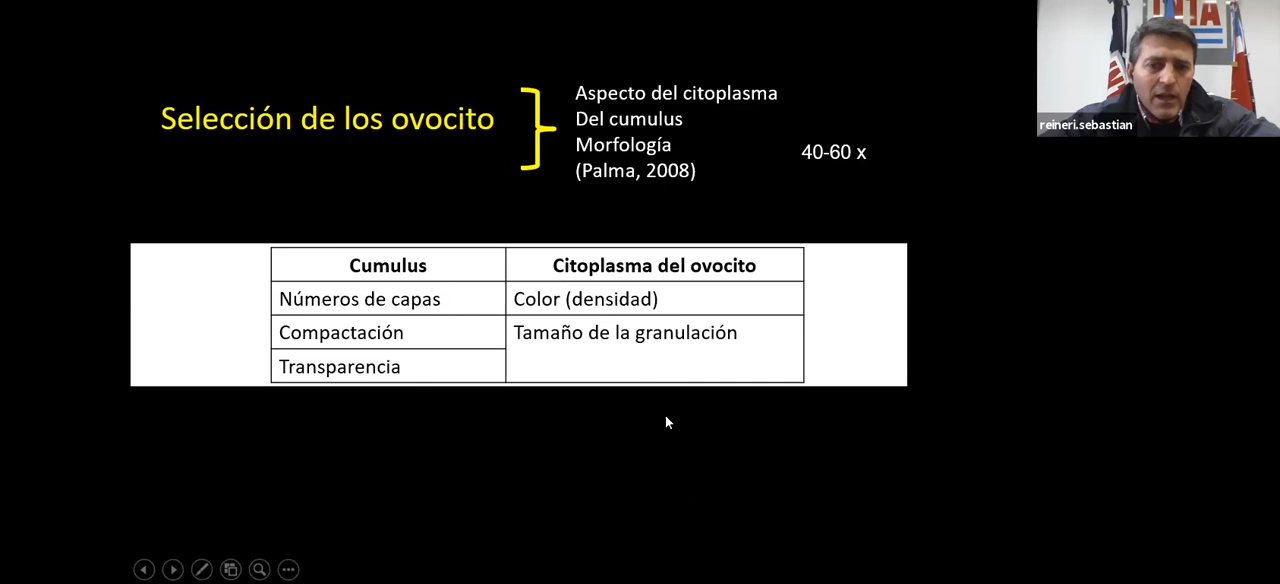 Selección de los ovocito
Aspecto del citoplasma
Del cumulus
Morfología
(Palma, 2008)
40-60 x
INTA
reineri.sebastian
Cumulus Citoplasma del ovocito
Números de capas Color (densidad)
Compactación Tamaño de la granulación
Transparencia